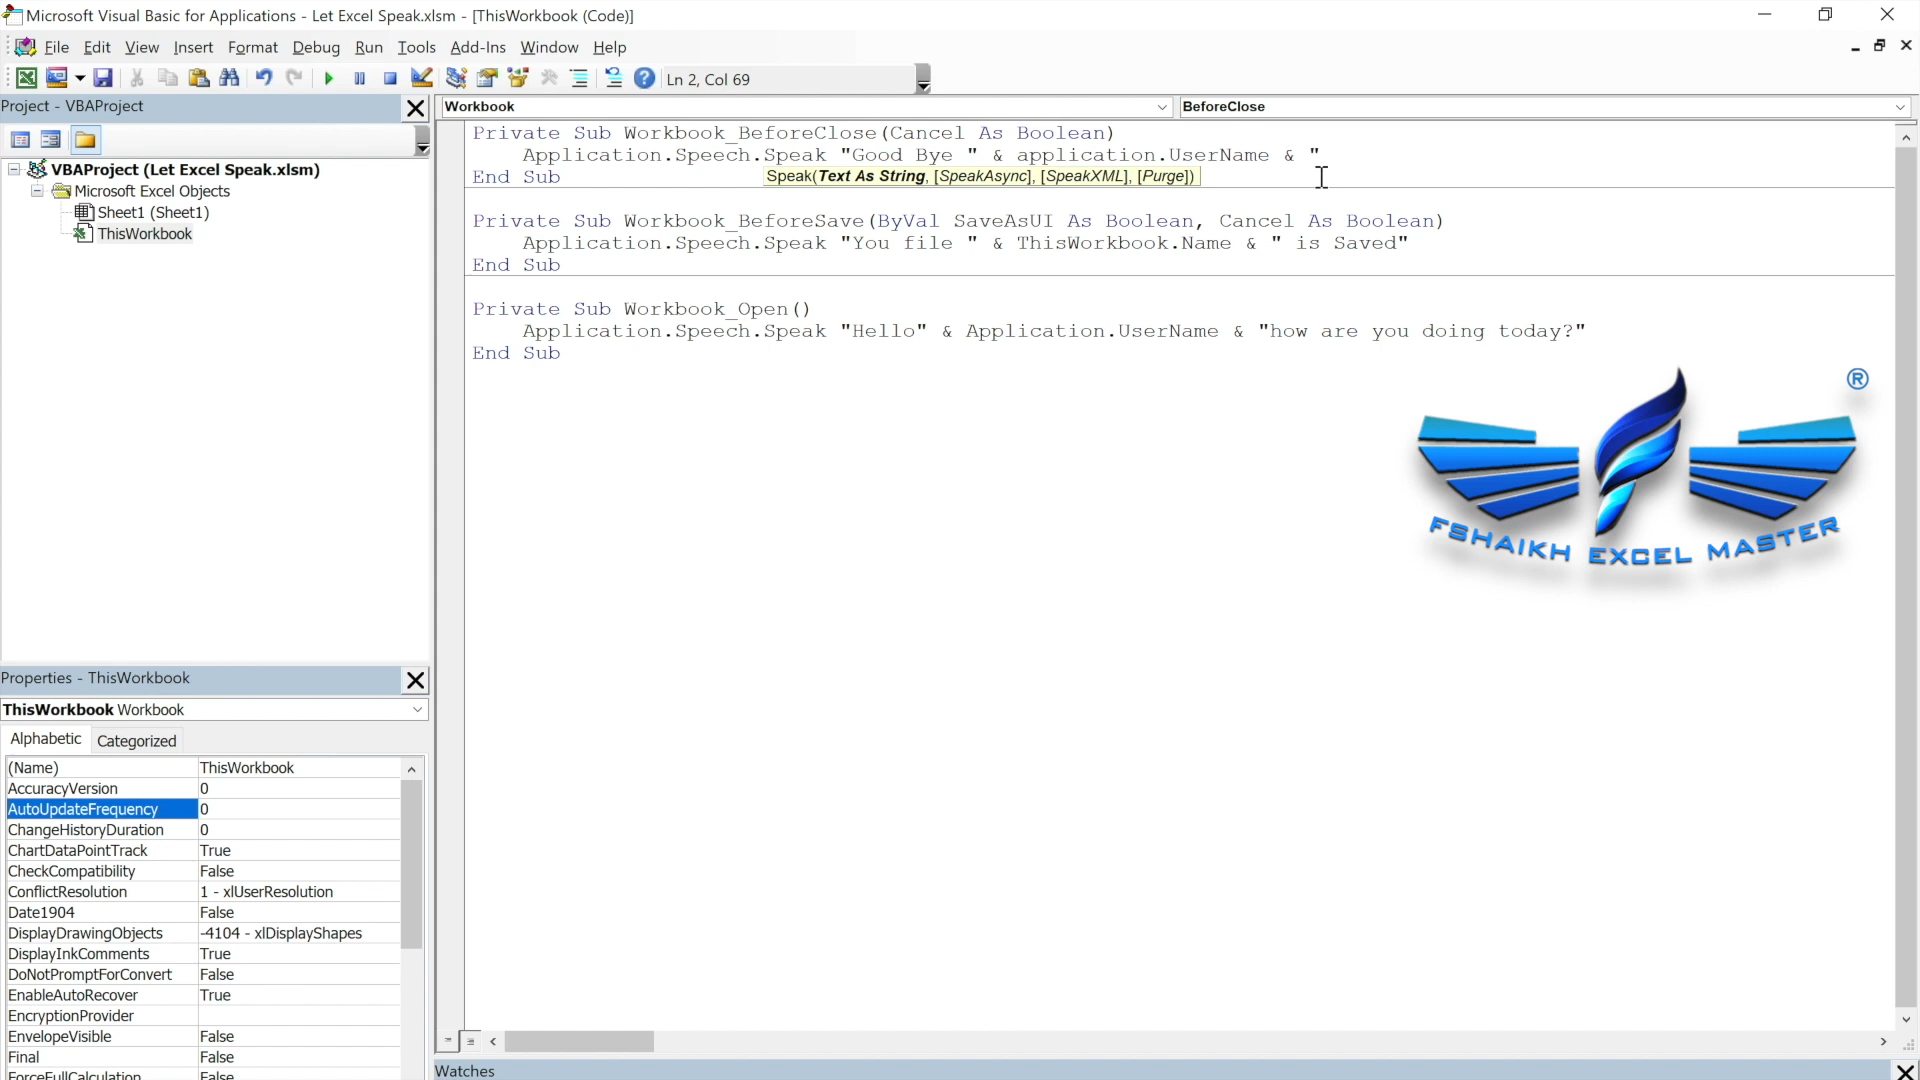 Microsoft Visual Basic for Applications - Let Excel Speak.xlsm - [ThisWorkbook (Code)]
File Edit View Insert Format Debug Run Tools Add-Ins Window Help
Ln 2, Col 69
Project - VBAProject
VBAProject (Let Excel Speak.xlsm)
Microsoft Excel Objects
Sheet1 (Sheet1)
ThisWorkbook
Workbook BeforeClose
Private Sub Workbook_BeforeClose(Cancel As Boolean)
Application.Speech.Speak "Good Bye " & application.UserName & "
End Sub
Speak(Text As String, [SpeakAsync], [SpeakXML], [Purge])
Private Sub Workbook_BeforeSave(ByVal SaveAsUI As Boolean, Cancel As Boolean)
Application.Speech.Speak "You file " & ThisWorkbook.Name & " is Saved"
End Sub
Private Sub Workbook_Open()
Application.Speech.Speak "Hello" & Application.UserName & "how are you doing today?"
End Sub
®
FSHAIKH EXCEL MASTER
Properties - ThisWorkbook
ThisWorkbook Workbook
Alphabetic Categorized
(Name) ThisWorkbook
AccuracyVersion 0
AutoUpdateFrequency 0
ChangeHistoryDuration 0
ChartDataPointTrack True
CheckCompatibility False
ConflictResolution 1 - xlUserResolution
Date1904 False
DisplayDrawingObjects -4104 - xlDisplayShapes
DisplayInkComments True
DoNotPromptForConvert False
EnableAutoRecover True
EncryptionProvider
EnvelopeVisible False
Final False
ForceFullCalculation False
Watches